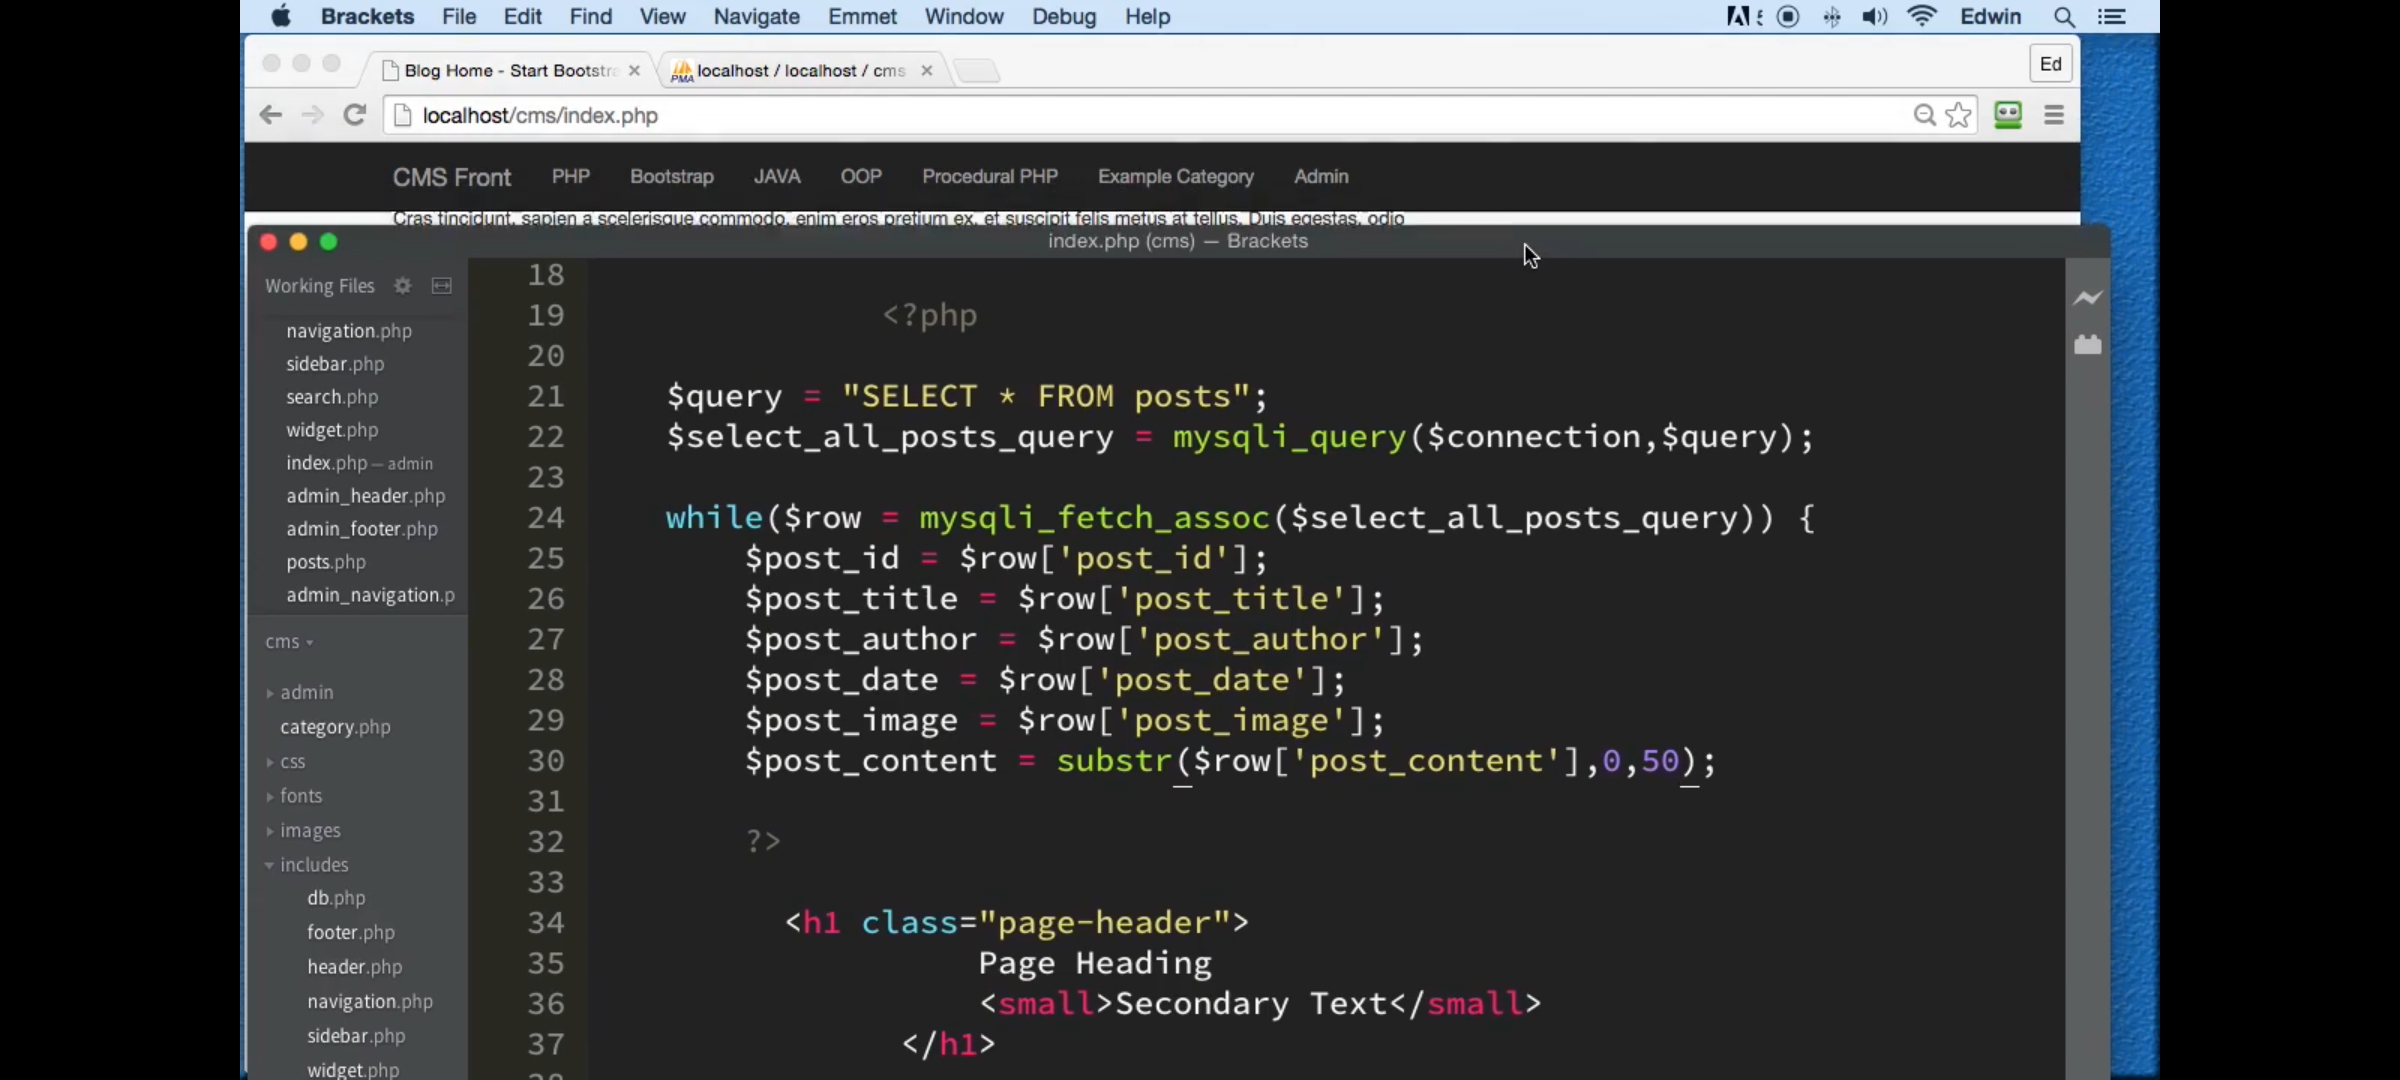 Brackets File Edit Find View Navigate Emmet Window Debug Help Edwin
Blog Home - Start Bootstra localhost / localhost / cms Ed
localhost/cms/index.php
CMS Front PHP Bootstrap JAVA OOP Procedural PHP Example Category Admin
Cras tincidunt, sapien a scelerisque commodo, enim eros pretium ex, et suscipit felis metus at tellus. Duis egestas, odio
index.php (cms) — Brackets
Working Files
navigation.php
sidebar.php
search.php
widget.php
index.php — admin
admin_header.php
admin_footer.php
posts.php
admin_navigation.p
cms
admin
category.php
css
fonts
images
includes
db.php
footer.php
header.php
navigation.php
sidebar.php
widget.php
18
19 <?php
20
21 $query = "SELECT * FROM posts";
22 $select_all_posts_query = mysqli_query($connection,$query);
23
24 while($row = mysqli_fetch_assoc($select_all_posts_query)) {
25 $post_id = $row['post_id'];
26 $post_title = $row['post_title'];
27 $post_author = $row['post_author'];
28 $post_date = $row['post_date'];
29 $post_image = $row['post_image'];
30 $post_content = substr($row['post_content'],0,50);
31
32 ?>
33
34 <h1 class="page-header">
35 Page Heading
36 <small>Secondary Text</small>
37 </h1>